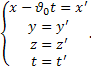 x − ϑ₀t = x′
y = y′
z = z′
t = t′
.